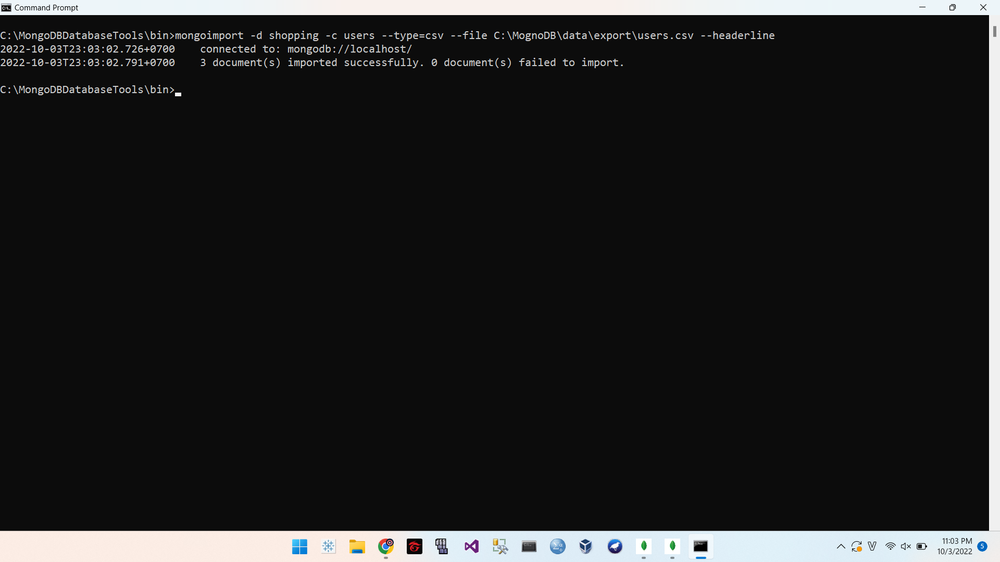 Command Prompt
C:\MongoDBDatabaseTools\bin>mongoimport -d shopping -c users --type=csv --file C:\MognoDB\data\export\users.csv --headerline
2022-10-03T23:03:02.726+0700    connected to: mongodb://localhost/
2022-10-03T23:03:02.791+0700    3 document(s) imported successfully. 0 document(s) failed to import.
C:\MongoDBDatabaseTools\bin>
11:03 PM
10/3/2022
5